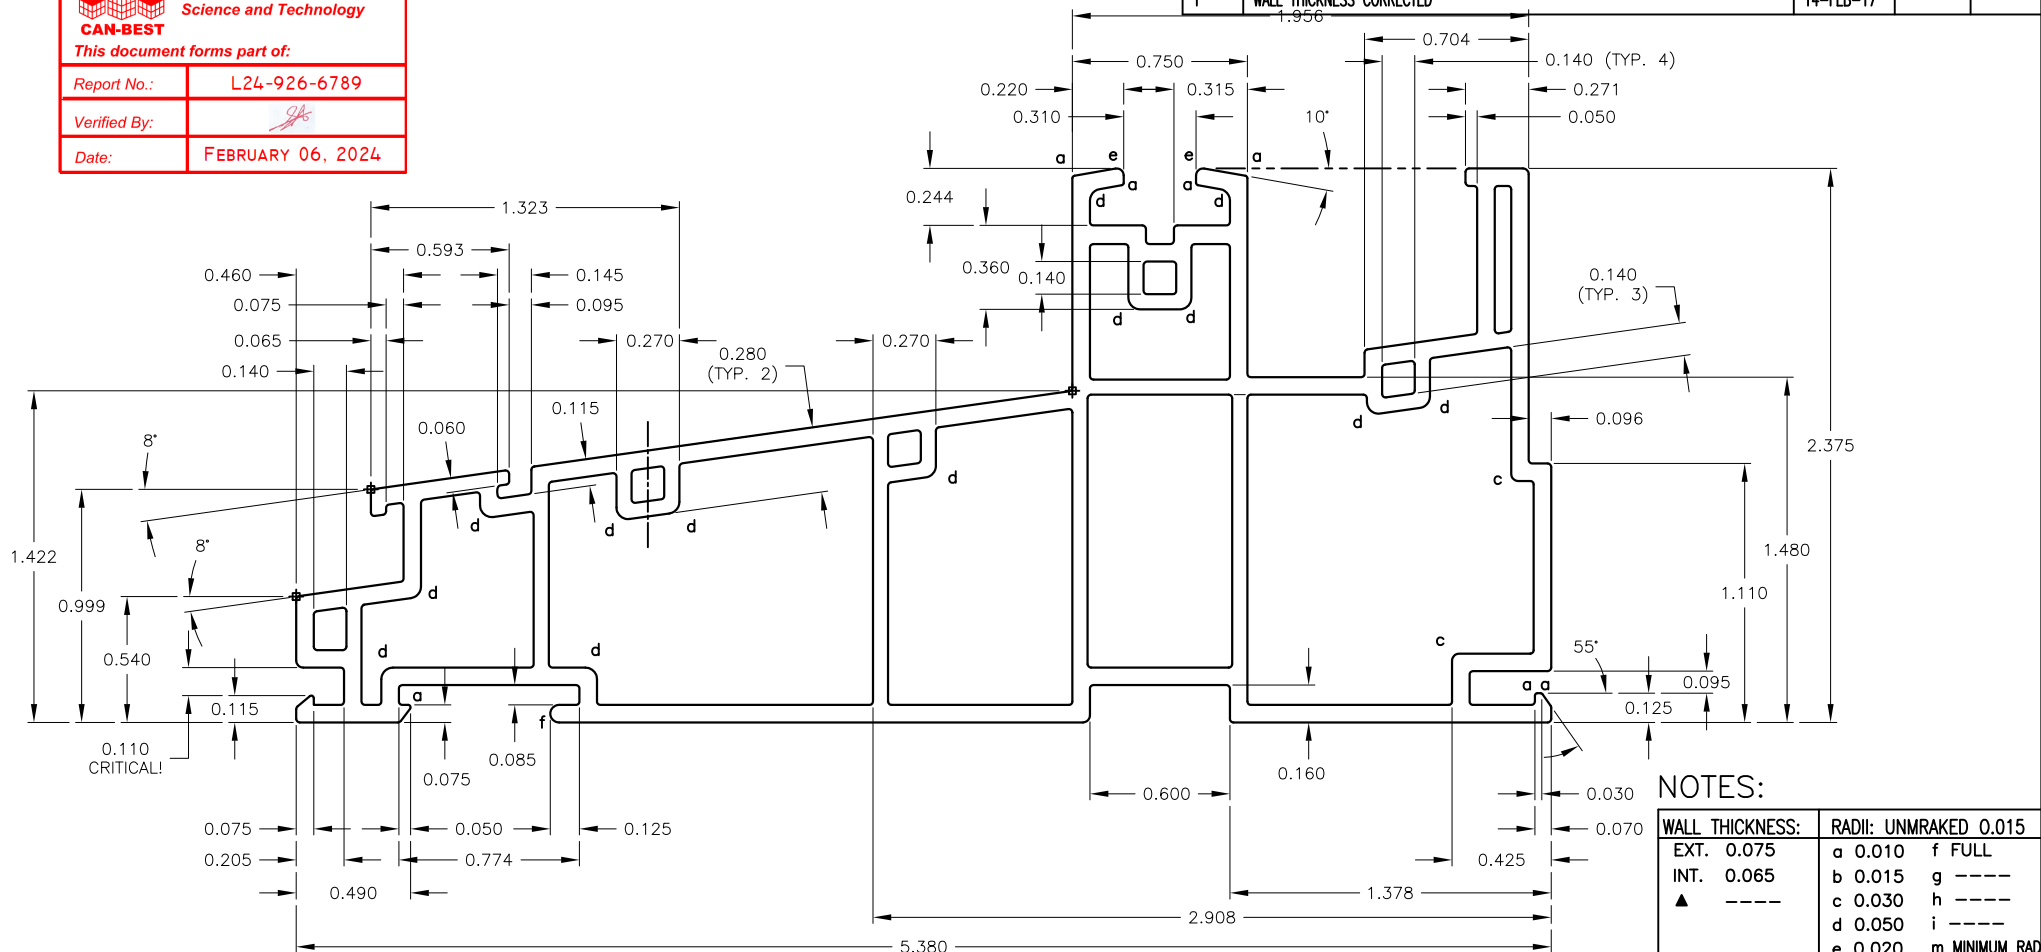 Science and Technology
CAN-BEST
This document forms part of:
Report No.: L24-926-6789
Verified By:
Date: FEBRUARY 06, 2024
1 WALL THICKNESS CORRECTED 14-FEB-17
1.956
0.704
0.750
0.140 (TYP. 4)
0.220
0.315
0.271
0.310
10°
0.050
a e e a
a a
d d
0.244
1.323
0.593
0.360
0.140
0.460
0.145
0.140
(TYP. 3)
0.075
0.095
d d
0.065
0.270
0.280
(TYP. 2)
0.270
0.140
0.115
0.060
8°
d
d
0.096
2.375
d
c
0.999
d
d
d
1.422
8°
1.480
d
1.110
0.540
d
d
c
55°
0.095
a
a a
0.115
0.125
f
0.110
CRITICAL!
0.085
0.075
0.160
0.600
0.030
0.075
0.050
0.125
0.070
0.205
0.774
0.425
0.490
1.378
2.908
5.380
NOTES:
WALL THICKNESS: RADII: UNMRAKED 0.015
EXT. 0.075 a 0.010 f FULL
INT. 0.065 b 0.015 g ----
▲ ---- c 0.030 h ----
d 0.050 i ----
e 0.020 m MINIMUM RAD